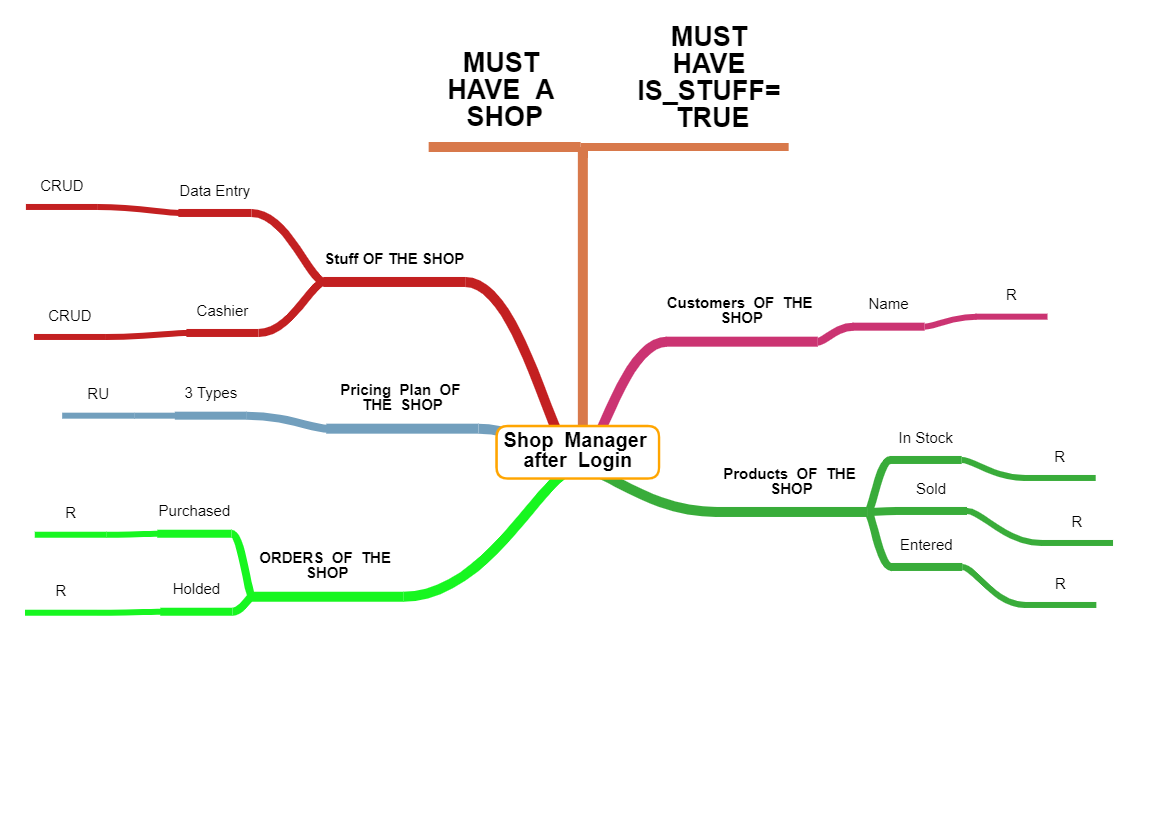 MUST
HAVE A
SHOP
MUST
HAVE
IS_STUFF=
TRUE
CRUD
Data Entry
Stuff OF THE SHOP
CRUD
Cashier
Customers OF THE
SHOP
Name
R
RU
3 Types
Pricing Plan OF
THE SHOP
Shop Manager
after Login
Products OF THE
SHOP
In Stock
R
Sold
R
Entered
R
R
Purchased
ORDERS OF THE
SHOP
R
Holded